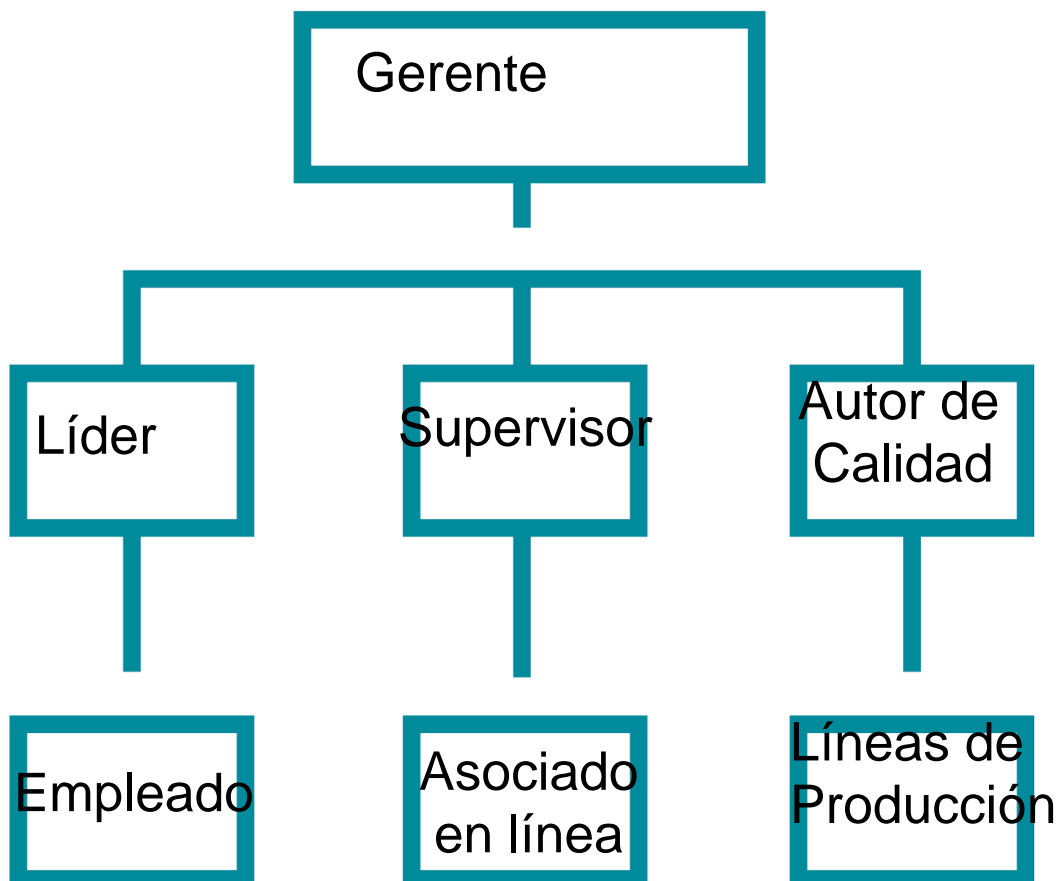 Gerente
Líder
Supervisor
Autor de
Calidad
Empleado
Asociado
en línea
Líneas de
Producción